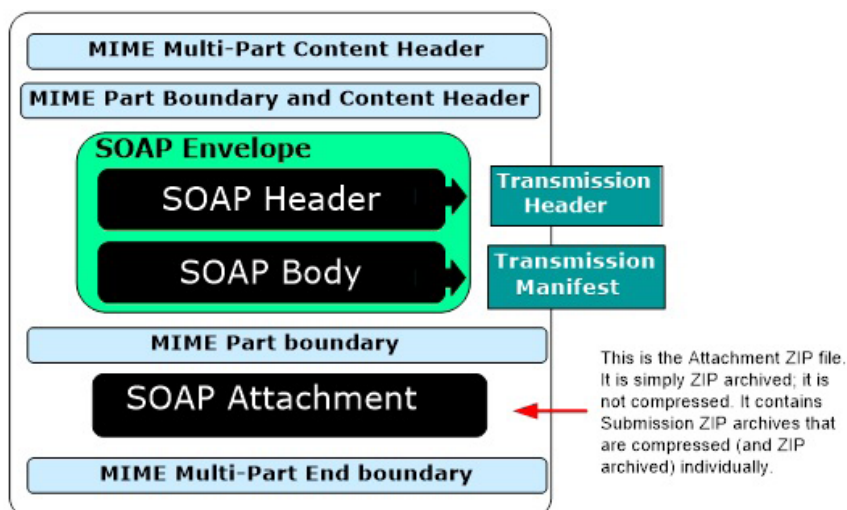 MIME Multi-Part Content Header
MIME Part Boundary and Content Header
SOAP Envelope
SOAP Header
Transmission
Header
SOAP Body
Transmission
Manifest
MIME Part boundary
SOAP Attachment
This is the Attachment ZIP file.
It is simply ZIP archived; it is
not compressed. It contains
Submission ZIP archives that
are compressed (and ZIP
archived) individually.
MIME Multi-Part End boundary